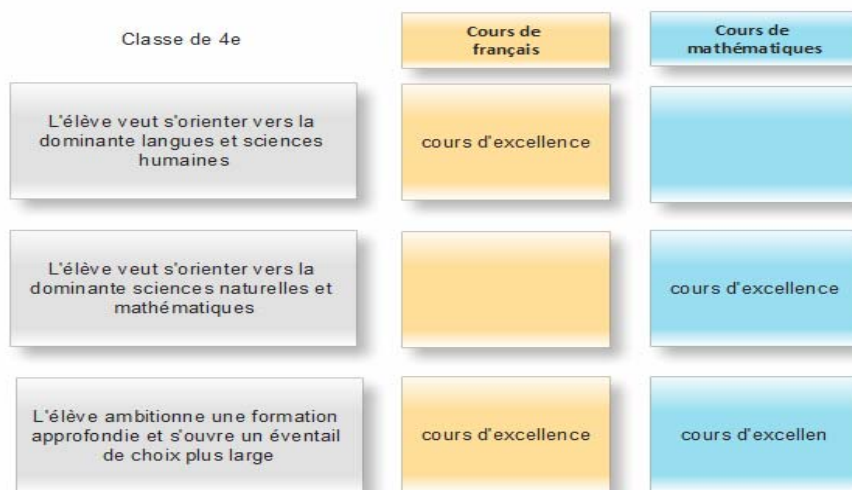 Classe de 4e
Cours de
français
Cours de
mathématiques
L'élève veut s'orienter vers la
dominante langues et sciences
humaines
cours d'excellence
L'élève veut s'orienter vers la
dominante sciences naturelles et
mathématiques
cours d'excellence
L'élève ambitionne une formation
approfondie et s'ouvre un éventail
de choix plus large
cours d'excellence
cours d'excellen